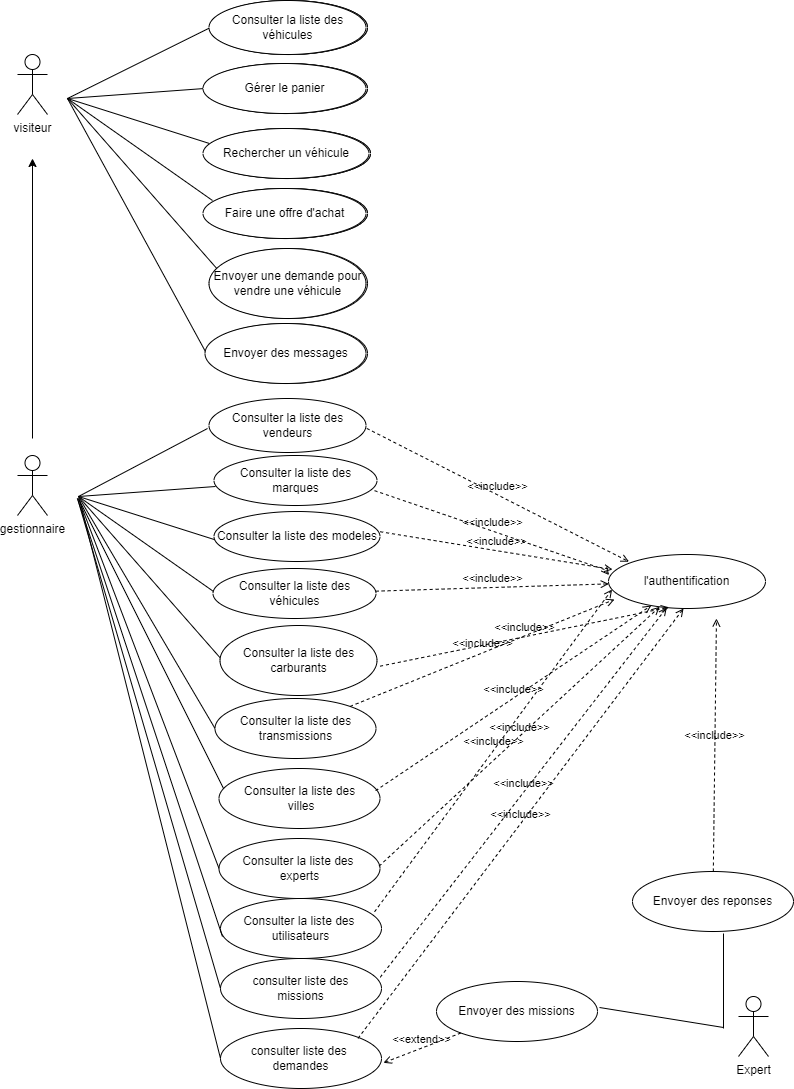 Consulter la liste des
véhicules
Gérer le panier
visiteur
Rechercher un véhicule
Faire une offre d'achat
Envoyer une demande pour
vendre une véhicule
Envoyer des messages
Consulter la liste des
vendeurs
gestionnaire
Consulter la liste des
marques
<<include>>
<<include>>
Consulter la liste des modeles
<<include>>
Consulter la liste des
véhicules
<<include>>
l'authentification
Consulter la liste des
carburants
<<include>>
<<include>>
Consulter la liste des
transmissions
<<include>>
<<include>>
<<include>>
<<include>>
Consulter la liste des
villes
<<include>>
<<include>>
Consulter la liste des
experts
Envoyer des reponses
Consulter la liste des
utilisateurs
consulter liste des
missions
Envoyer des missions
<<extend>>
consulter liste des
demandes
Expert